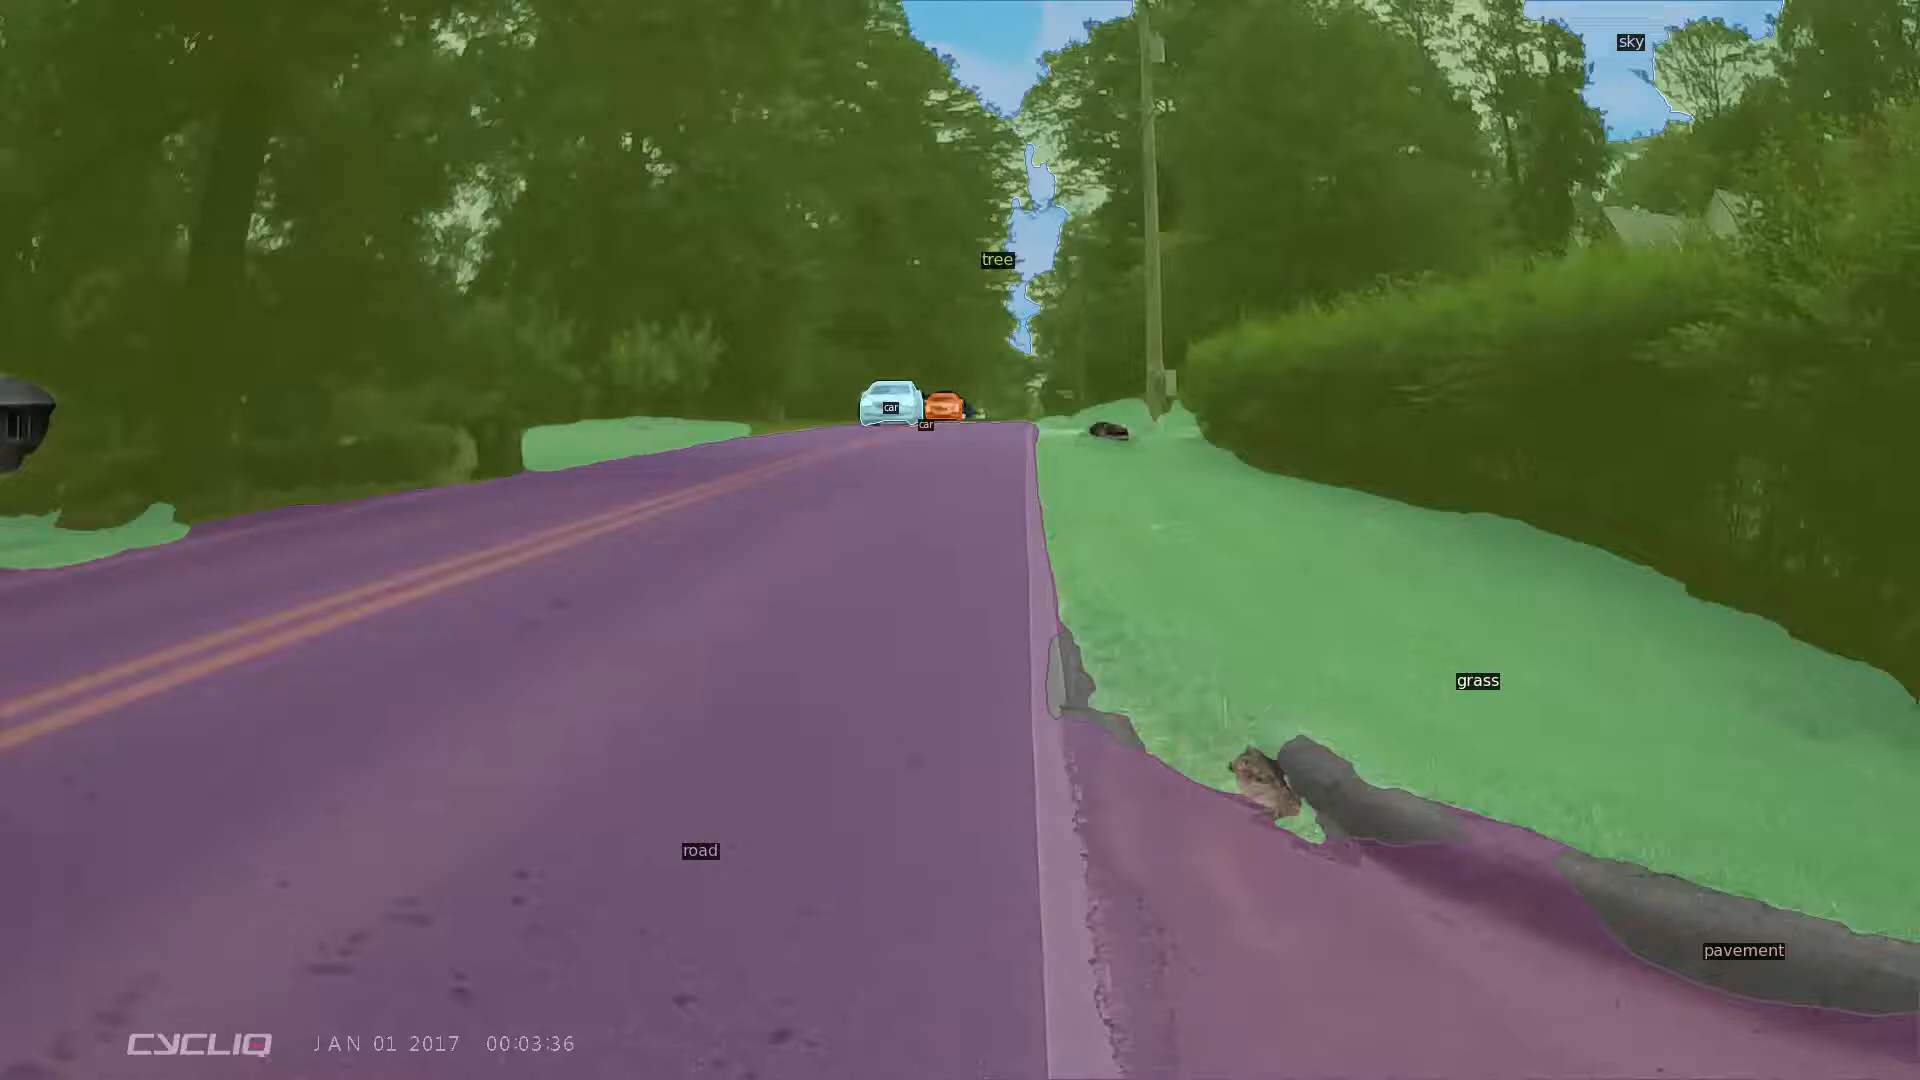 sky
tree
car
car
grass
road
pavement
CYCLIQ JAN 01 2017 00:03:36